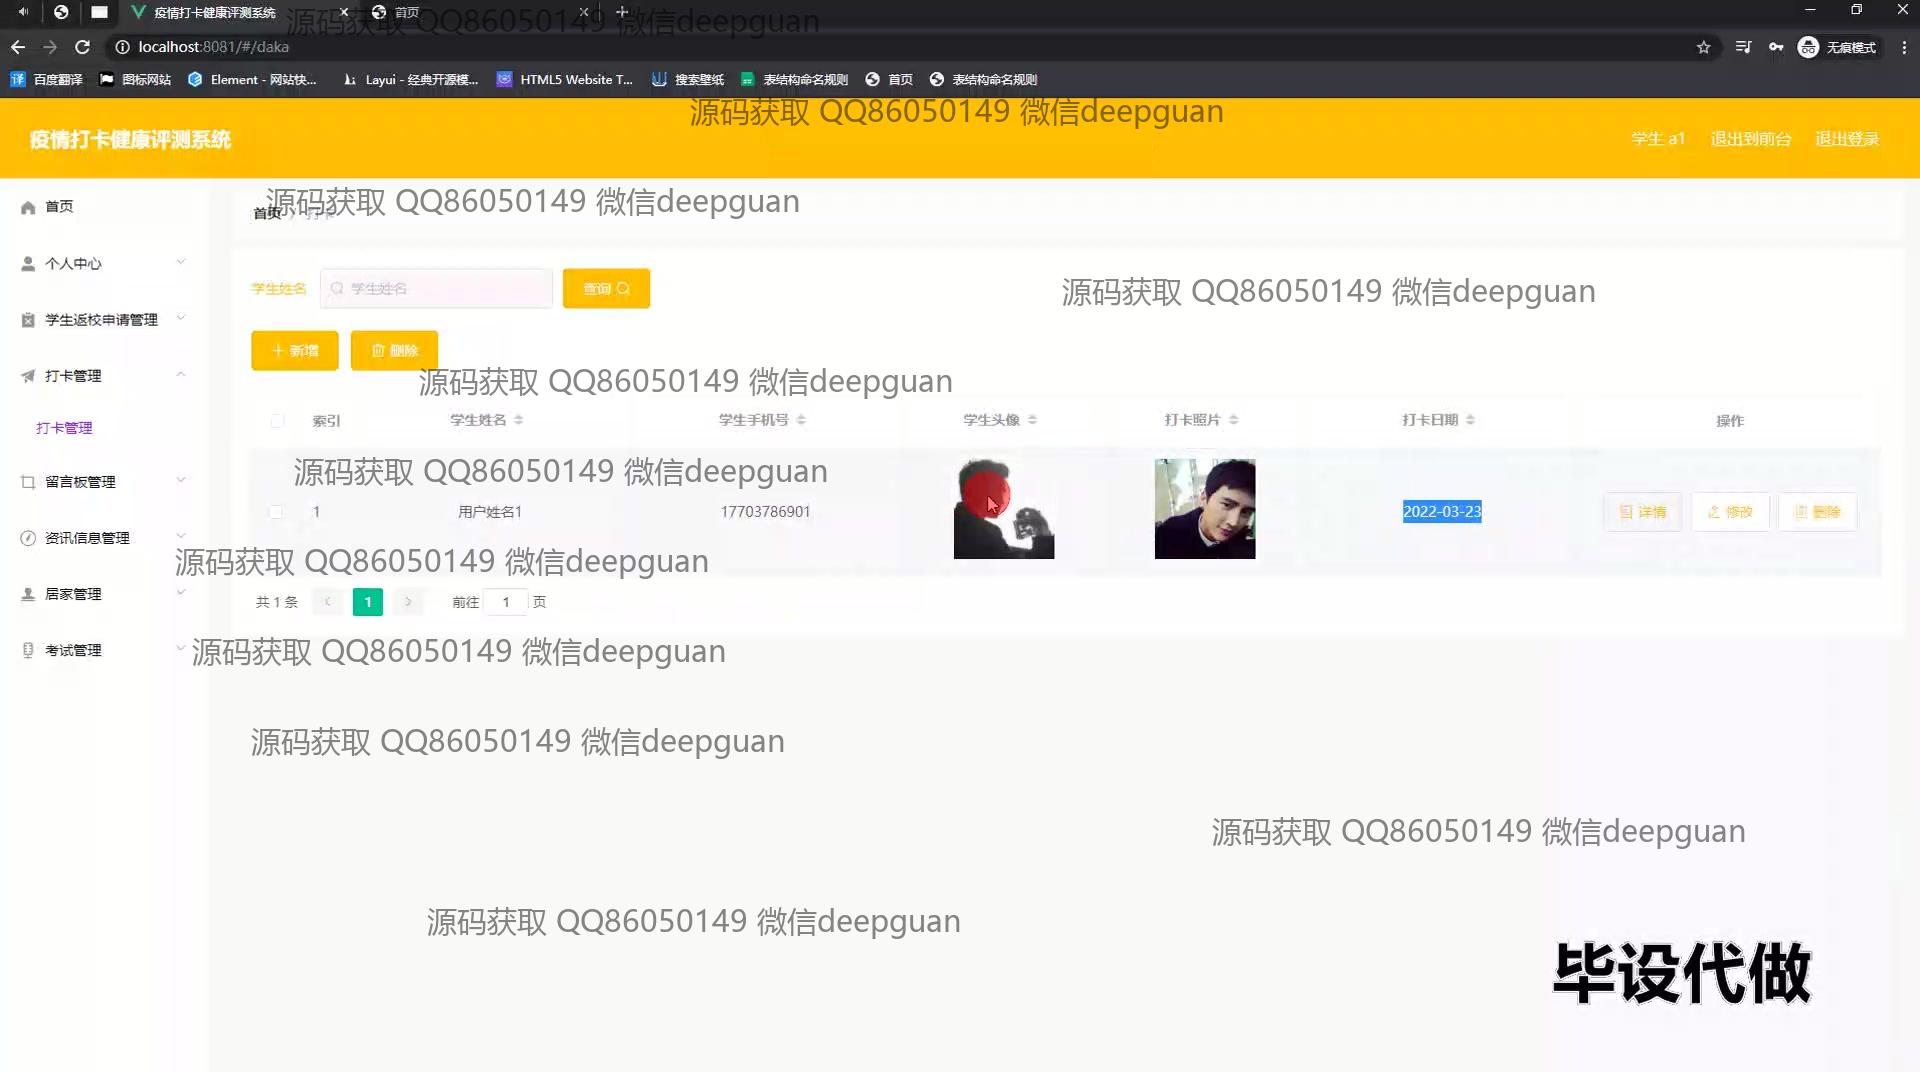 疫情打卡健康评测系统
首页
源码获取 QQ86050149 微信deepguan
localhost:8081/#/daka
无痕模式
百度翻译
图标网站
Element - 网站快...
Layui - 经典开源模...
HTML5 Website T...
搜索壁纸
表结构命名规则
首页
表结构命名规则
源码获取 QQ86050149 微信deepguan
疫情打卡健康评测系统
学生 a1
退出到前台
退出登录
首页
个人中心
学生返校申请管理
打卡管理
打卡管理
留言板管理
资讯信息管理
居家管理
考试管理
源码获取 QQ86050149 微信deepguan
首页 / 打卡
学生姓名
学生姓名
查询
源码获取 QQ86050149 微信deepguan
新增
删除
源码获取 QQ86050149 微信deepguan
索引
学生姓名
学生手机号
学生头像
打卡照片
打卡日期
操作
源码获取 QQ86050149 微信deepguan
1
用户姓名1
17703786901
2022-03-23
详情
修改
删除
源码获取 QQ86050149 微信deepguan
共 1 条
1
前往 1 页
源码获取 QQ86050149 微信deepguan
源码获取 QQ86050149 微信deepguan
源码获取 QQ86050149 微信deepguan
源码获取 QQ86050149 微信deepguan
毕设代做